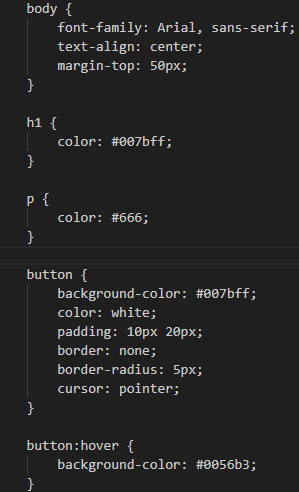 body {
    font-family: Arial, sans-serif;
    text-align: center;
    margin-top: 50px;
}

h1 {
    color: #007bff;
}

p {
    color: #666;
}

button {
    background-color: #007bff;
    color: white;
    padding: 10px 20px;
    border: none;
    border-radius: 5px;
    cursor: pointer;
}

button:hover {
    background-color: #0056b3;
}